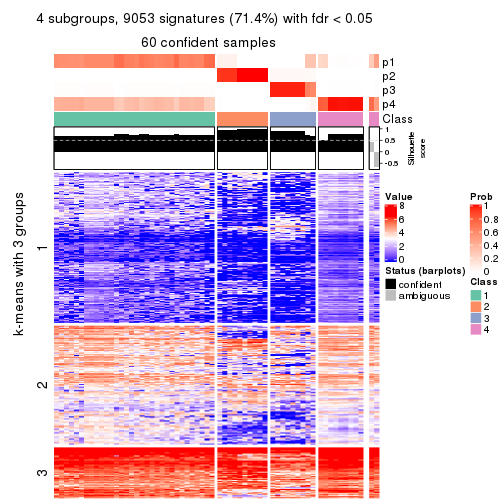 4 subgroups, 9053 signatures (71.4%) with fdr < 0.05
60 confident samples
p1
p2
p3
p4
Class
1
0.5
0
-0.5
Silhouette
score
k-means with 3 groups
1
2
3
Value
8
6
4
2
0
Status (barplots)
confident
ambiguous
Prob
1
0.8
0.6
0.4
0.2
0
Class
1
2
3
4